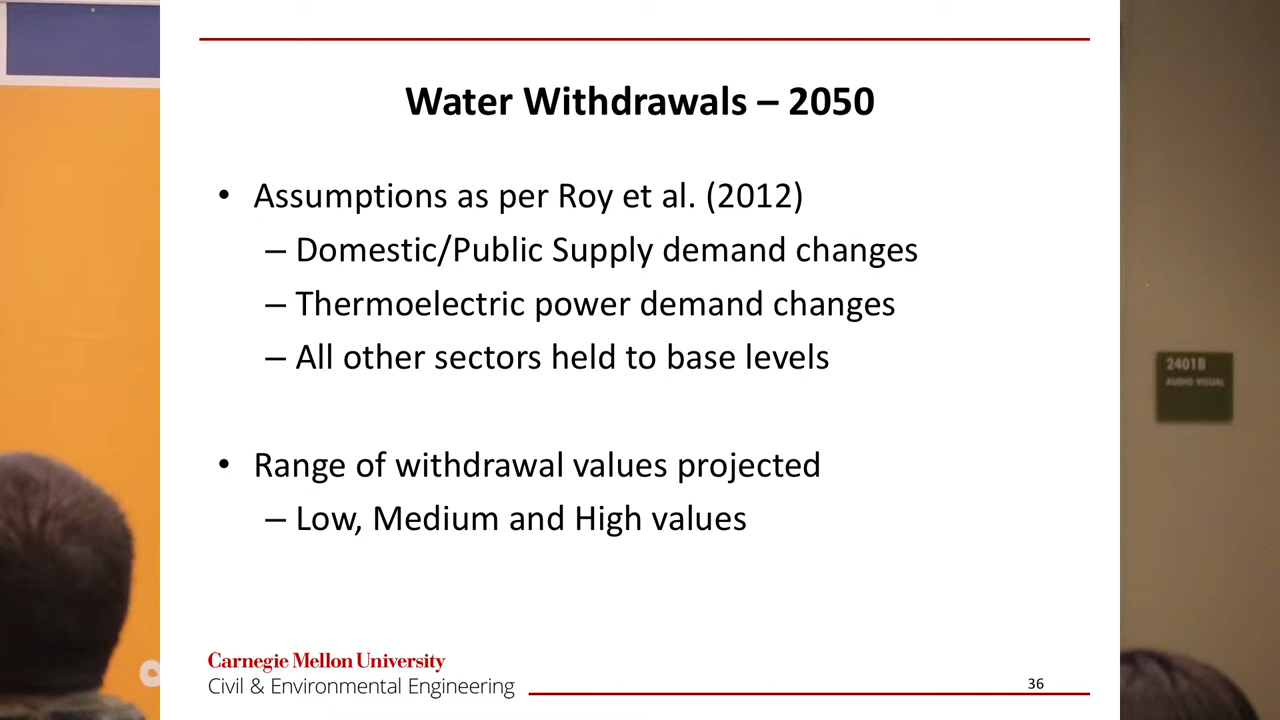 Water Withdrawals – 2050
• Assumptions as per Roy et al. (2012)
– Domestic/Public Supply demand changes
– Thermoelectric power demand changes
– All other sectors held to base levels
• Range of withdrawal values projected
– Low, Medium and High values
Carnegie Mellon University
Civil & Environmental Engineering
36
2401B
AUDIO VISUAL